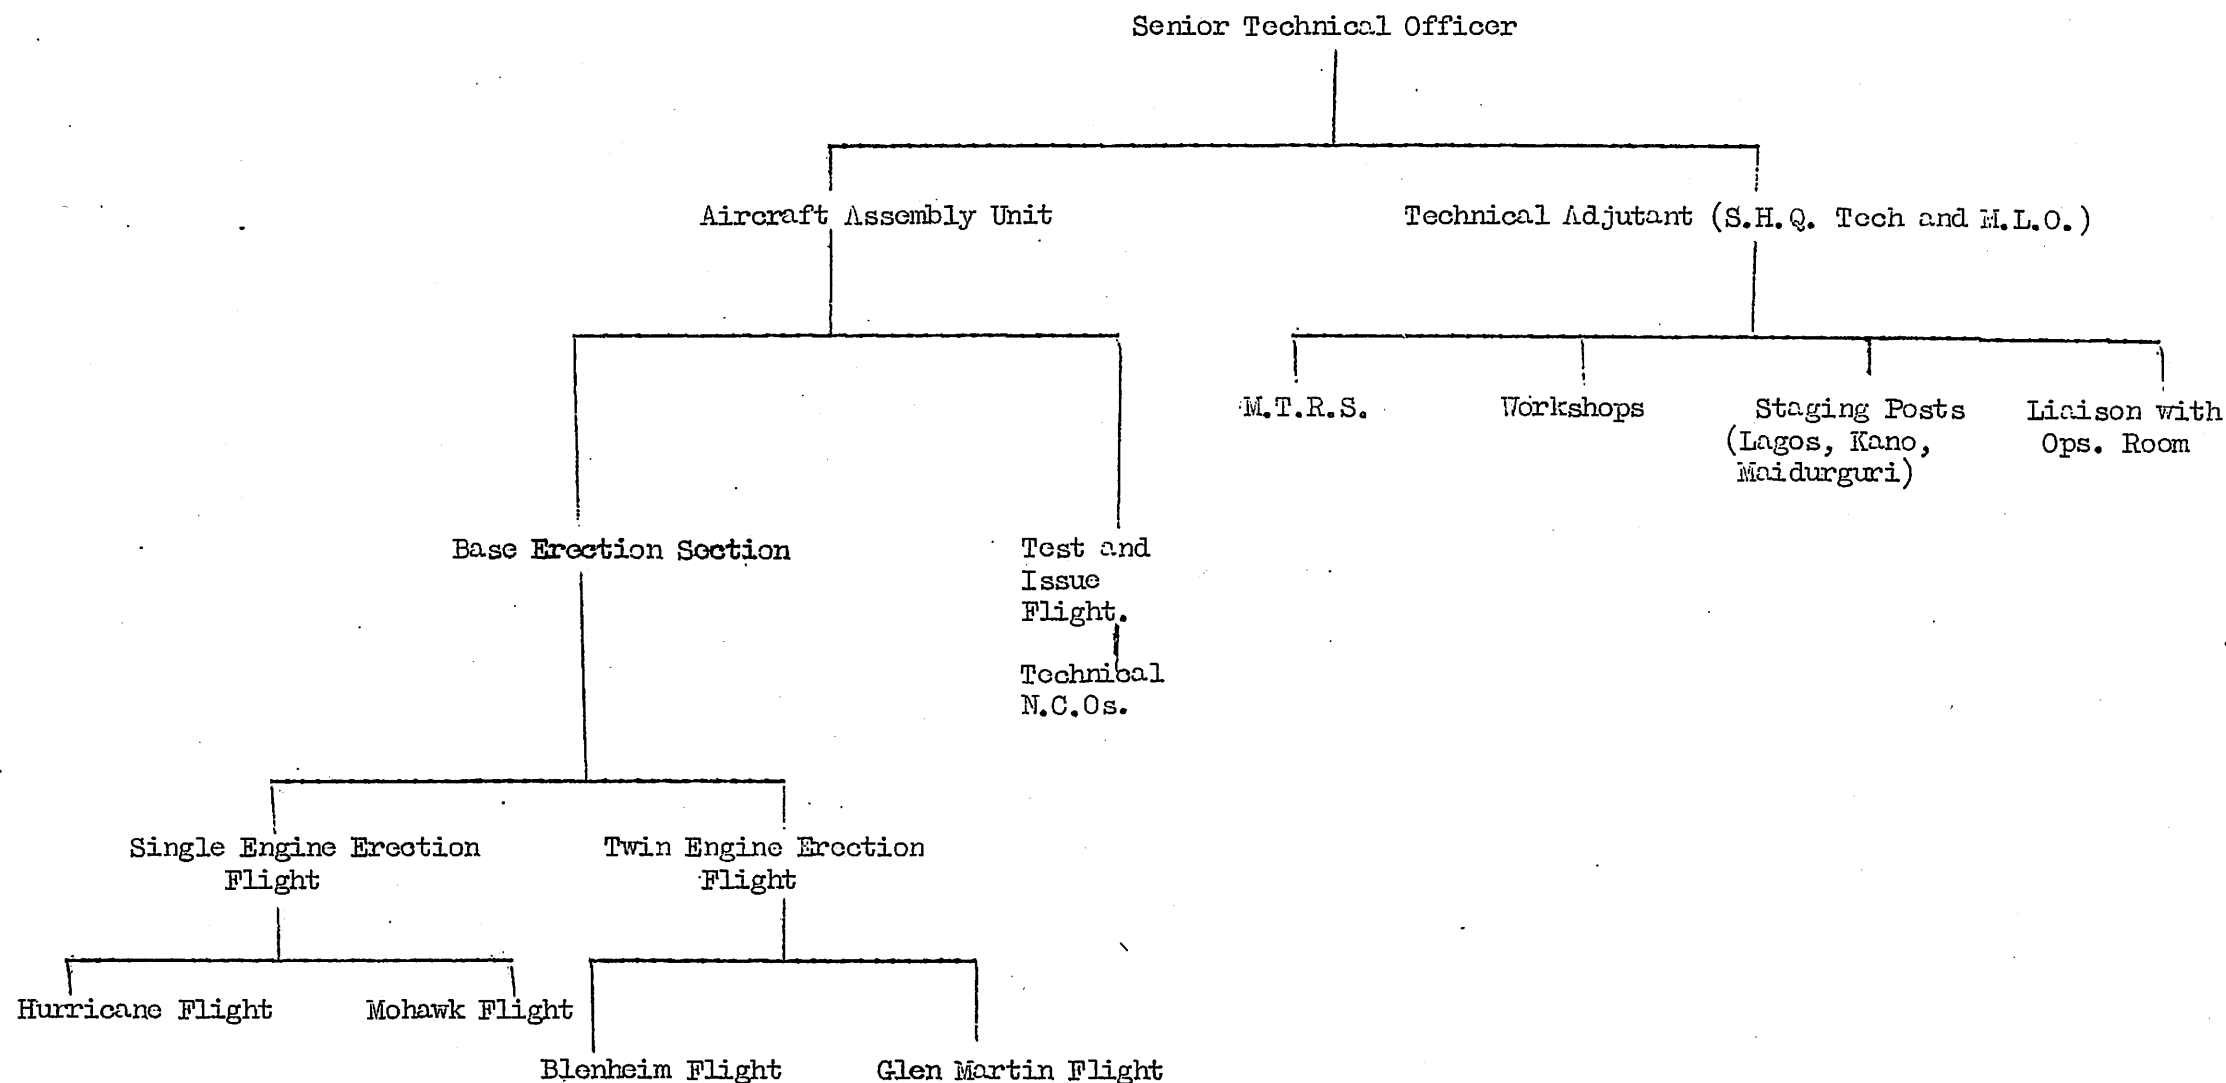 Senior Technical Officer
Aircraft Assembly Unit
Technical Adjutant (S.H.Q. Tech and M.L.O.)
M.T.R.S.
Workshops
Staging Posts
(Lagos, Kano,
Maidurguri)
Liaison with
Ops. Room
Base Erection Section
Test and
Issue
Flight.
Technical
N.C.Os.
Single Engine Erection
Flight
Twin Engine Erection
Flight
Hurricane Flight
Mohawk Flight
Blenheim Flight
Glen Martin Flight